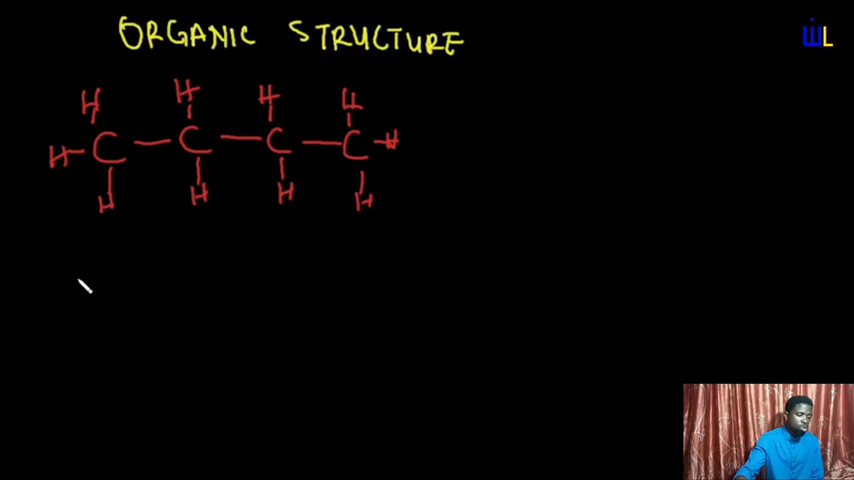 ORGANIC STRUCTURE
WL
H H H H
H-C-C-C-C-H
H H H H